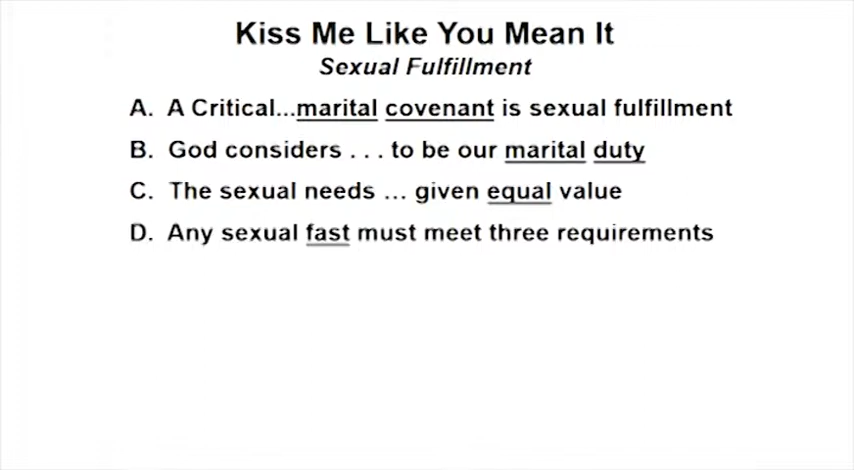 Kiss Me Like You Mean It
Sexual Fulfillment
A. A Critical...marital covenant is sexual fulfillment
B. God considers . . . to be our marital duty
C. The sexual needs ... given equal value
D. Any sexual fast must meet three requirements